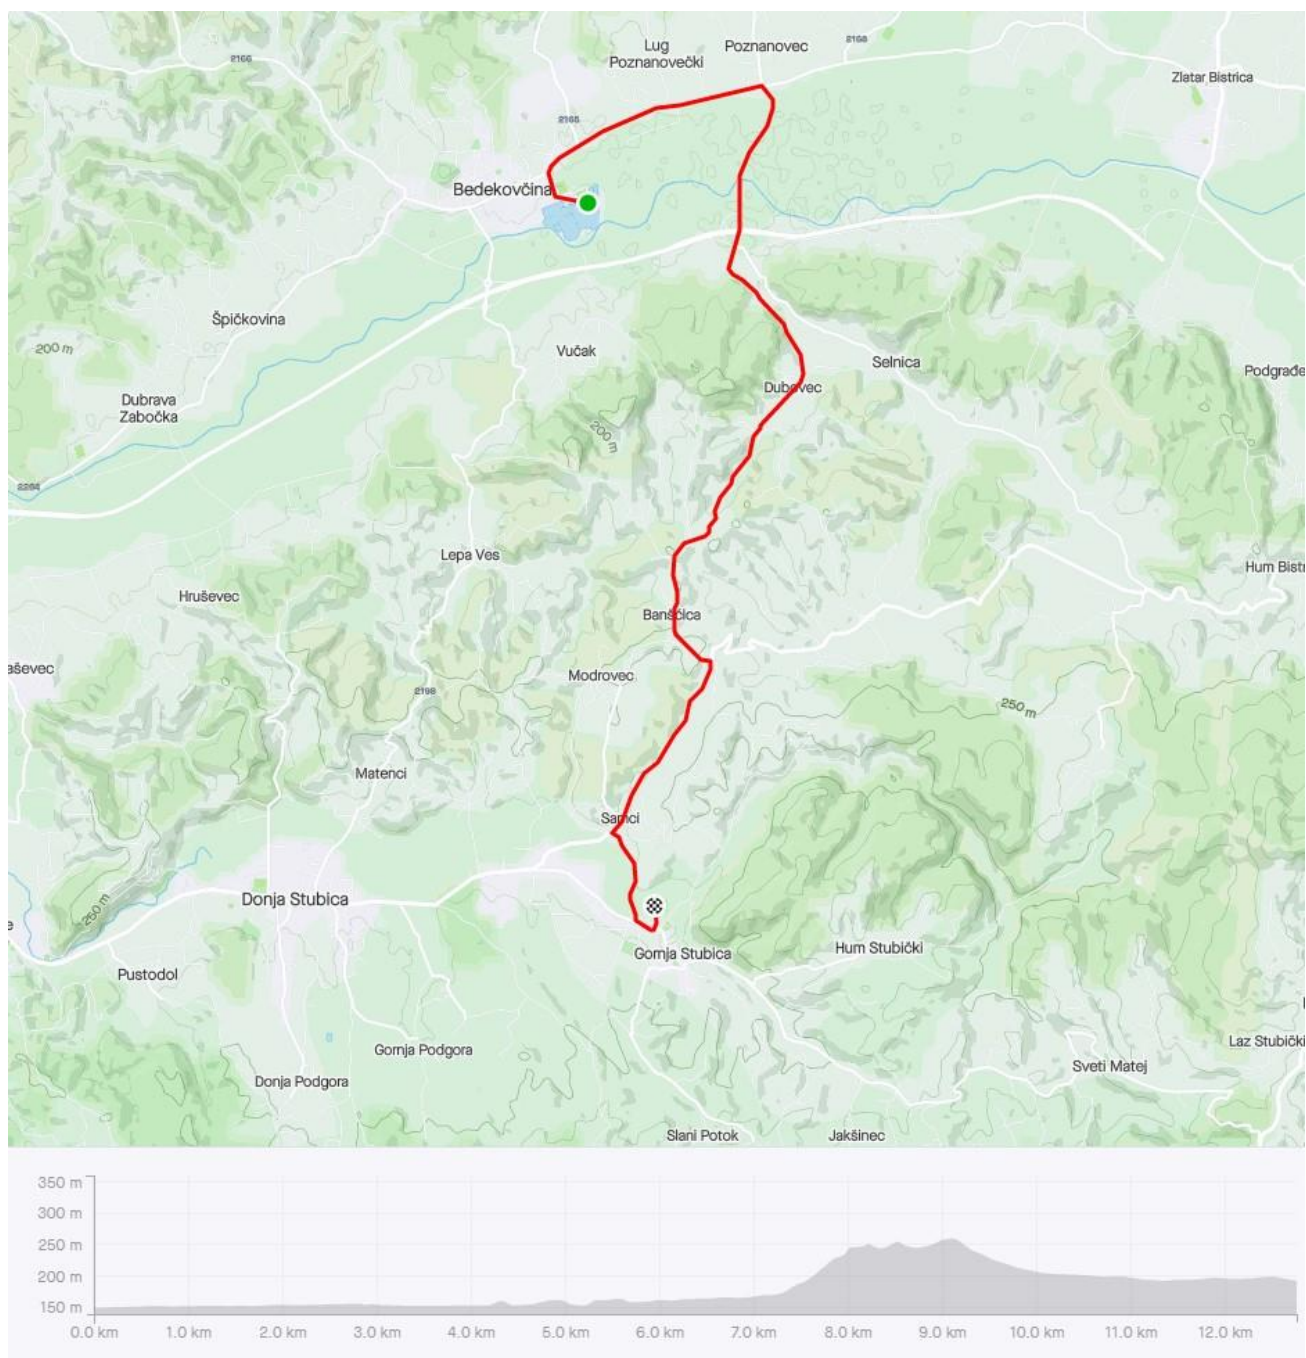 Lug
Poznanovečki
Poznanovec
2168
2166
Zlatar Bistrica
2165
Bedekovčina
Špičkovina
200 m
Vučak
Selnica
Podgrađe
Dubovec
Dubrava
Zabočka
200 m
2264
Lepa Ves
Hum Bistr
Hruševec
Banšćica
aševec
Modrovec
2198
250 m
Matenci
Samci
Donja Stubica
250 m
e
Gornja Stubica
Hum Stubički
Pustodol
Laz Stubički
Gornja Podgora
Sveti Matej
Donja Podgora
Slani Potok
Jakšinec
350 m
300 m
250 m
200 m
150 m
0.0 km 1.0 km 2.0 km 3.0 km 4.0 km 5.0 km 6.0 km 7.0 km 8.0 km 9.0 km 10.0 km 11.0 km 12.0 km